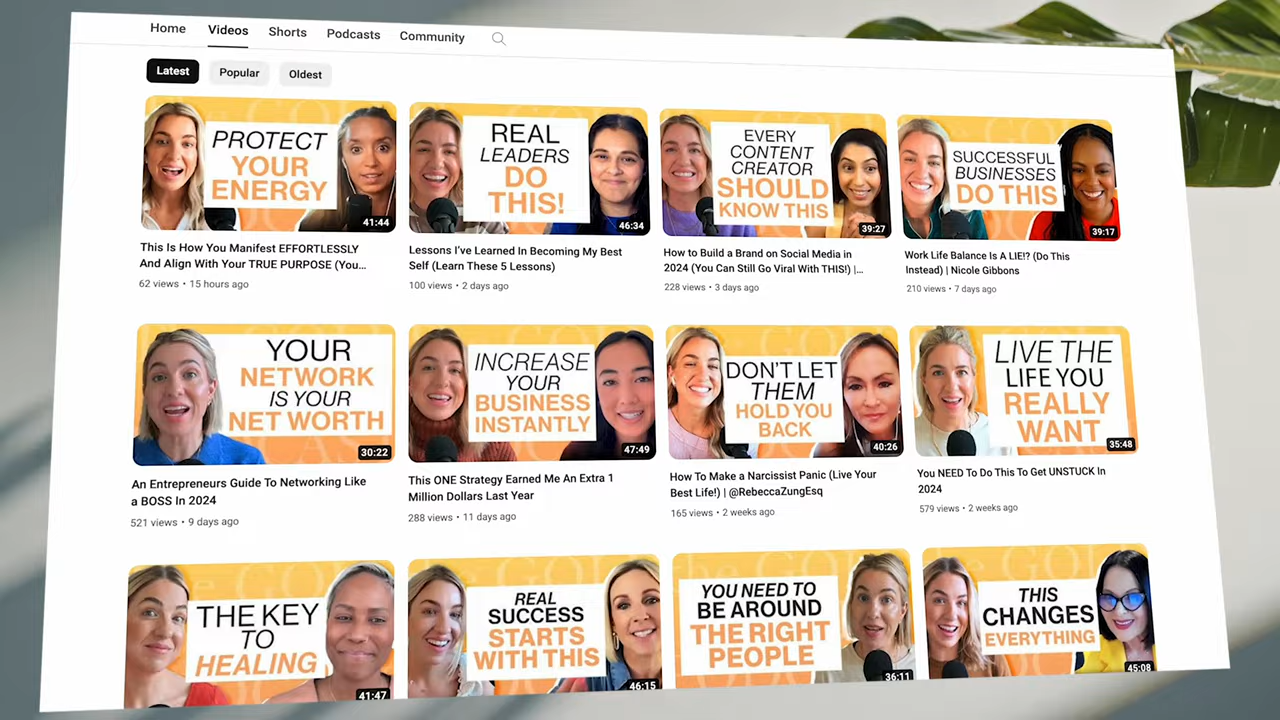 Home
Videos
Shorts
Podcasts
Community
Latest
Popular
Oldest
PROTECT
YOUR
ENERGY
41:44
This Is How You Manifest EFFORTLESSLY
And Align With Your TRUE PURPOSE (You...
62 views • 15 hours ago
REAL
LEADERS
DO
THIS!
46:34
Lessons I've Learned In Becoming My Best
Self (Learn These 5 Lessons)
100 views • 2 days ago
EVERY
CONTENT
CREATOR
SHOULD
KNOW THIS
39:27
How to Build a Brand on Social Media in
2024 (You Can Still Go Viral With THIS!) |...
228 views • 3 days ago
SUCCESSFUL
BUSINESSES
DO THIS
39:17
Work Life Balance Is A LIE!? (Do This
Instead) | Nicole Gibbons
210 views • 7 days ago
YOUR
NETWORK
IS YOUR
NET WORTH
30:22
An Entrepreneurs Guide To Networking Like
a BOSS In 2024
521 views • 9 days ago
INCREASE
YOUR
BUSINESS
INSTANTLY
47:49
This ONE Strategy Earned Me An Extra 1
Million Dollars Last Year
288 views • 11 days ago
DON'T LET
THEM
HOLD YOU
BACK
40:26
How To Make a Narcissist Panic (Live Your
Best Life!) | @RebeccaZungEsq
165 views • 2 weeks ago
LIVE THE
LIFE YOU
REALLY
WANT
35:48
You NEED To Do This To Get UNSTUCK In
2024
579 views • 2 weeks ago
THE KEY
TO
HEALING
41:47
REAL
SUCCESS
STARTS
WITH THIS
46:15
YOU NEED TO
BE AROUND
THE RIGHT
PEOPLE
36:11
THIS
CHANGES
EVERYTHING
45:08